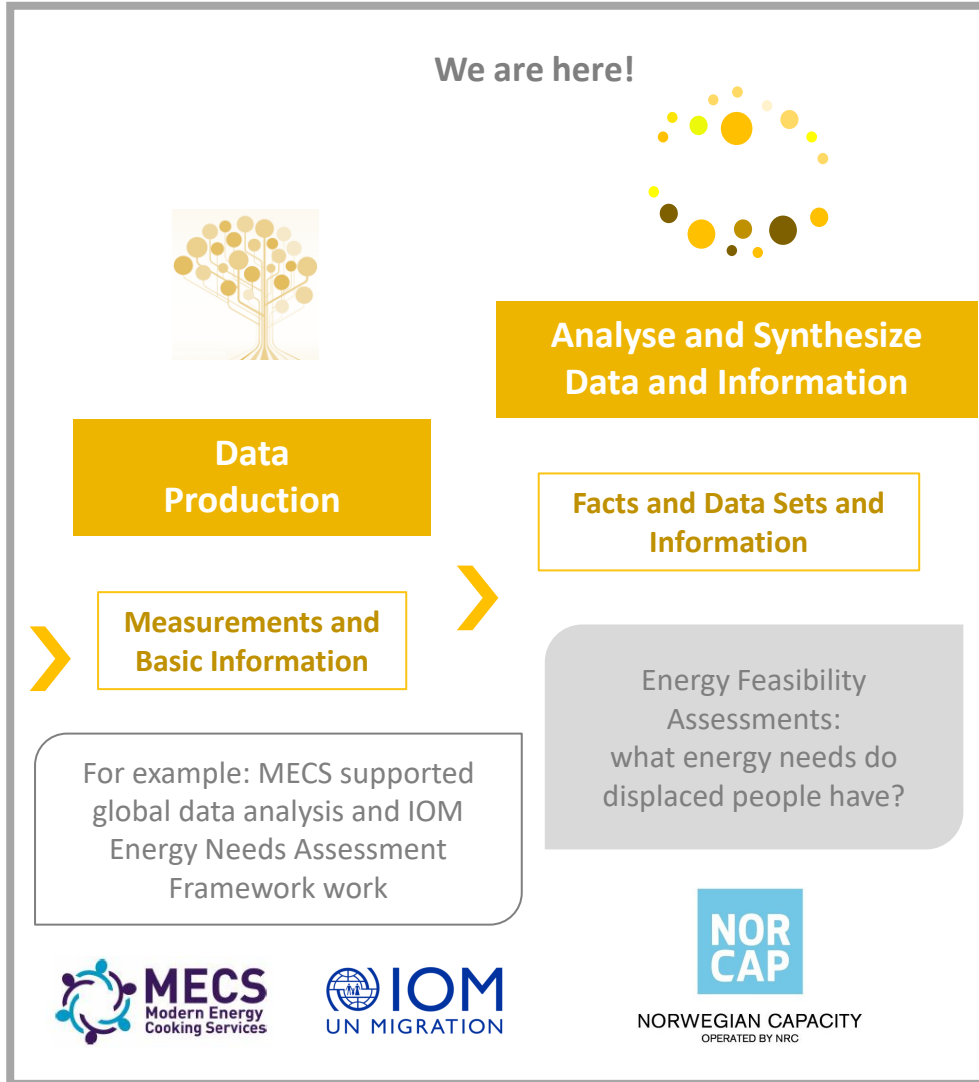 We are here!
Data
Production
Measurements and
Basic Information
For example: MECS supported
global data analysis and IOM
Energy Needs Assessment
Framework work
MECS
Modern Energy
Cooking Services
IOM
UN MIGRATION
Analyse and Synthesize
Data and Information
Facts and Data Sets and
Information
Energy Feasibility
Assessments:
what energy needs do
displaced people have?
NOR
CAP
NORWEGIAN CAPACITY
OPERATED BY NRC